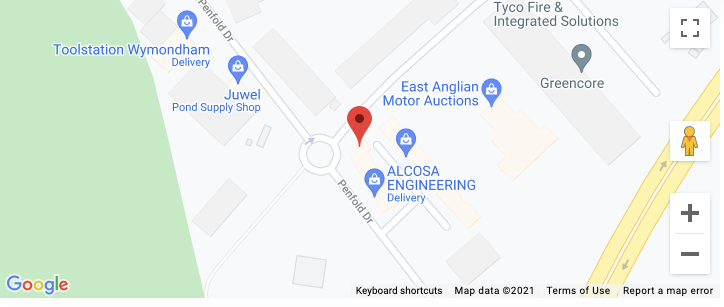 Penfold Dr
Tyco Fire &
Integrated Solutions
Toolstation Wymondham
Delivery
Greencore
East Anglian
Motor Auctions
Juwel
Pond Supply Shop
ALCOSA
ENGINEERING
Delivery
Penfold Dr
Google
Keyboard shortcuts
Map data ©2021
Terms of Use
Report a map error